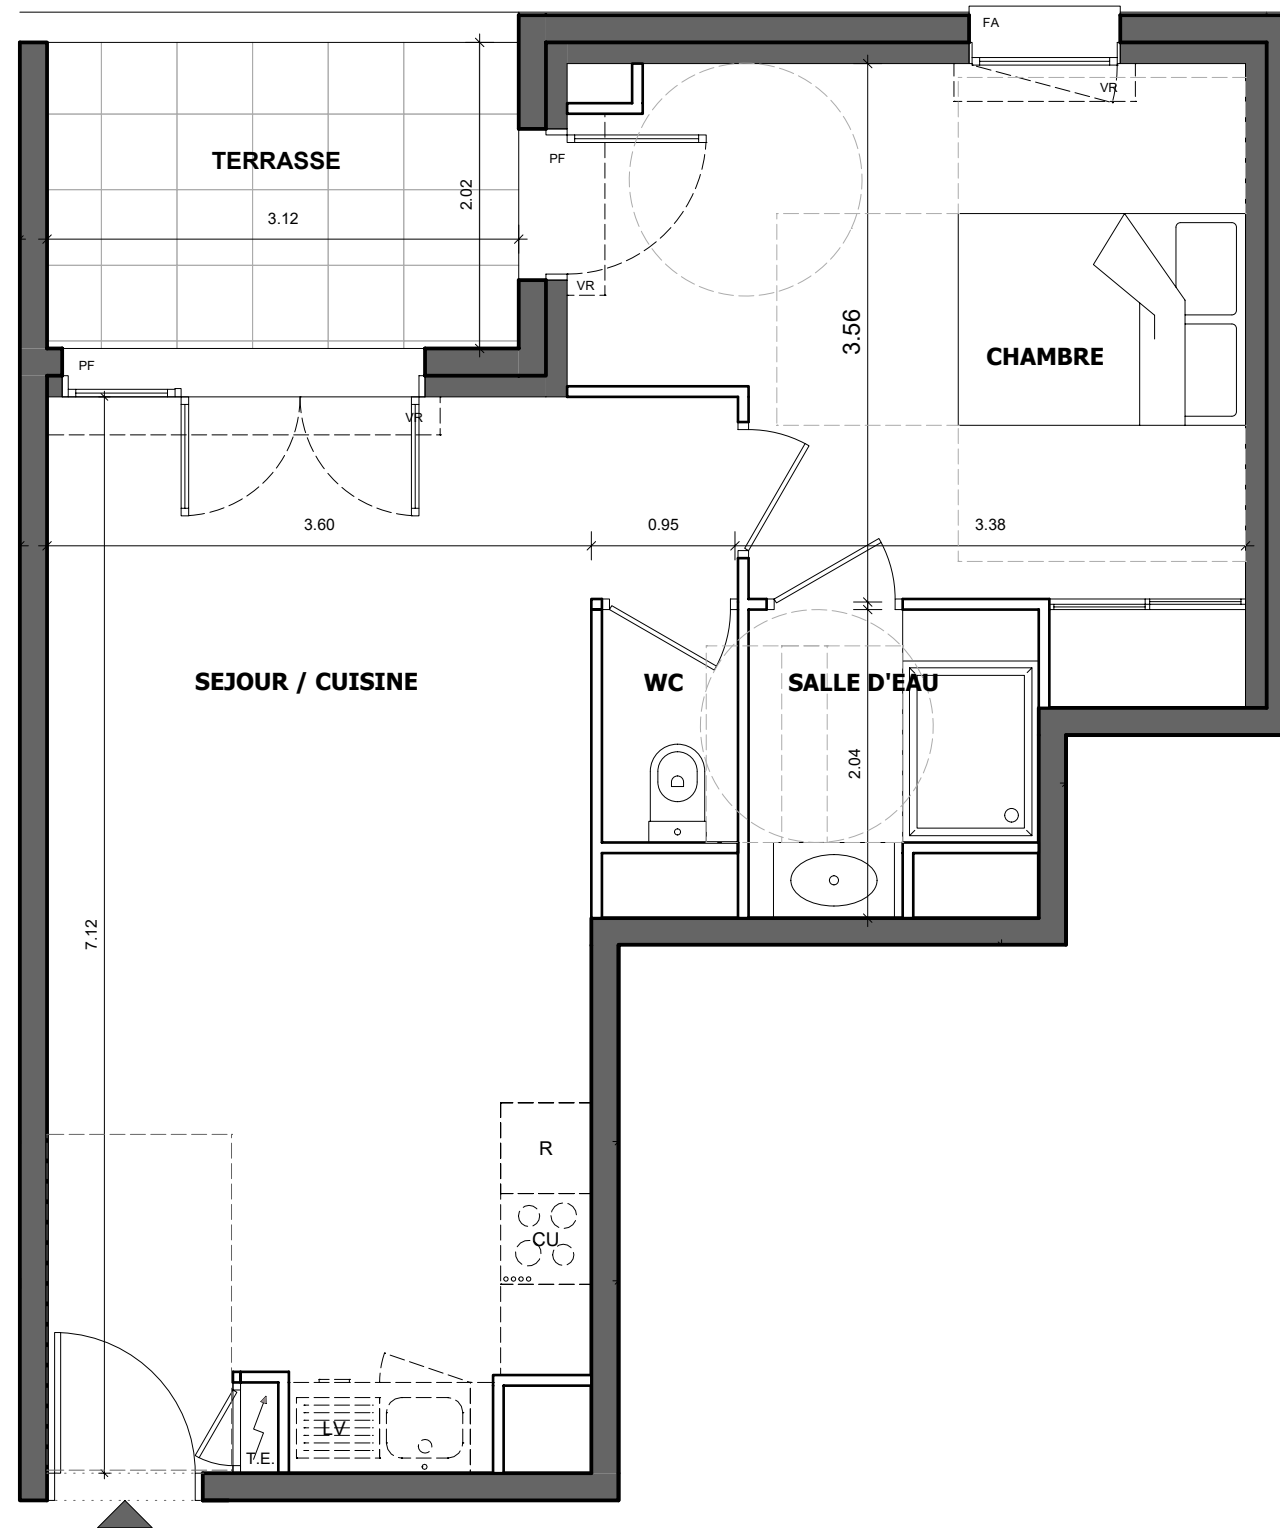 FA
VR
TERRASSE
PF
2.02
3.12
VR
3.56
CHAMBRE
PF
VR
3.60
0.95
3.38
SEJOUR / CUISINE
WC
SALLE D'EAU
2.04
7.12
R
CU
LV
T.E.